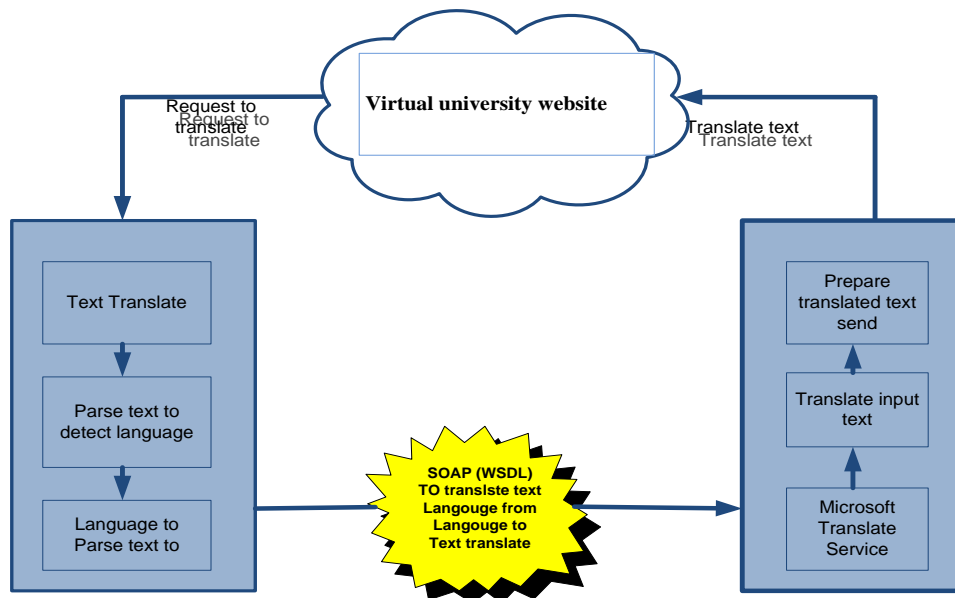 Virtual university website
Request to
translate
Request to
translate
Translate text
Translate text
Text Translate
Parse text to
detect language
Language to
Parse text to
SOAP (WSDL)
TO translste text
Langouge from
Langouge to
Text translate
Prepare
translated text
send
Translate input
text
Microsoft
Translate
Service